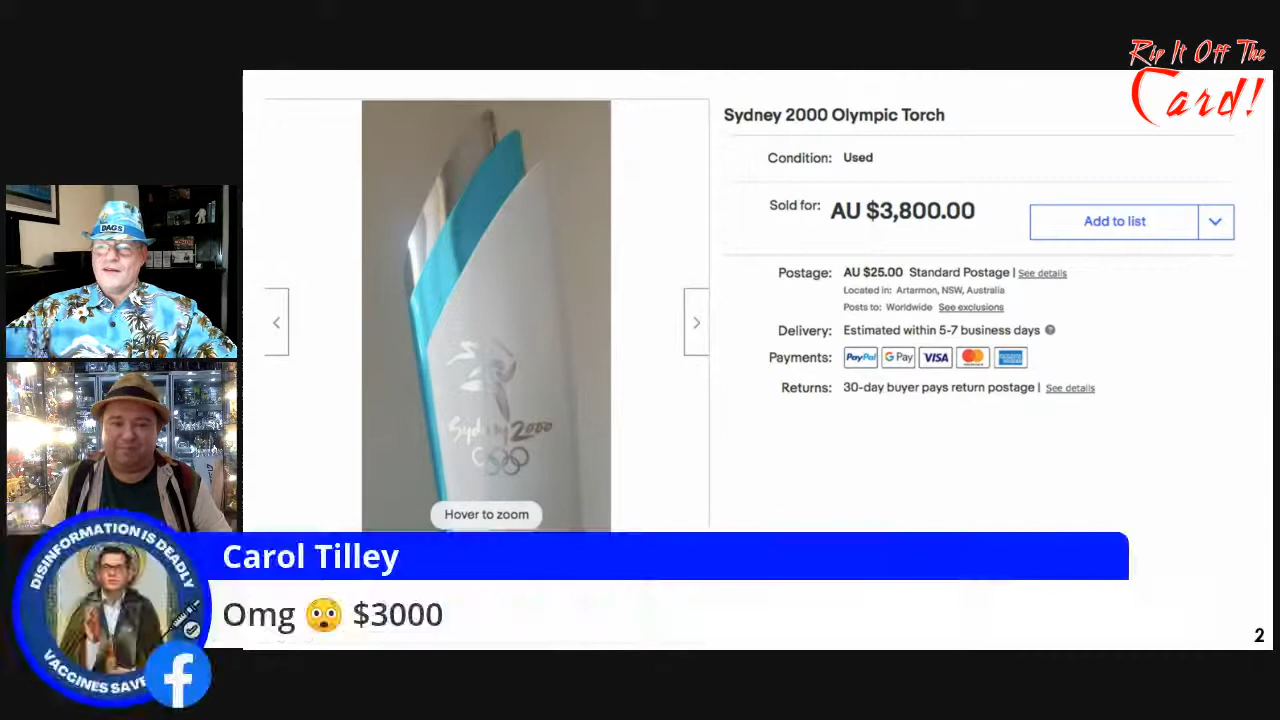 Rip It Off The
Card!
Sydney 2000 Olympic Torch
Condition: Used
Sold for: AU $3,800.00
Add to list
Postage: AU $25.00 Standard Postage | See details
Located in: Artarmon, NSW, Australia
Posts to: Worldwide See exclusions
Delivery: Estimated within 5-7 business days
Payments: PayPal G Pay VISA
Returns: 30-day buyer pays return postage | See details
DAGS
Sydney 2000
Hover to zoom
DISINFORMATION IS DEADLY
VACCINES SAVE
Carol Tilley
Omg 😳 $3000
2